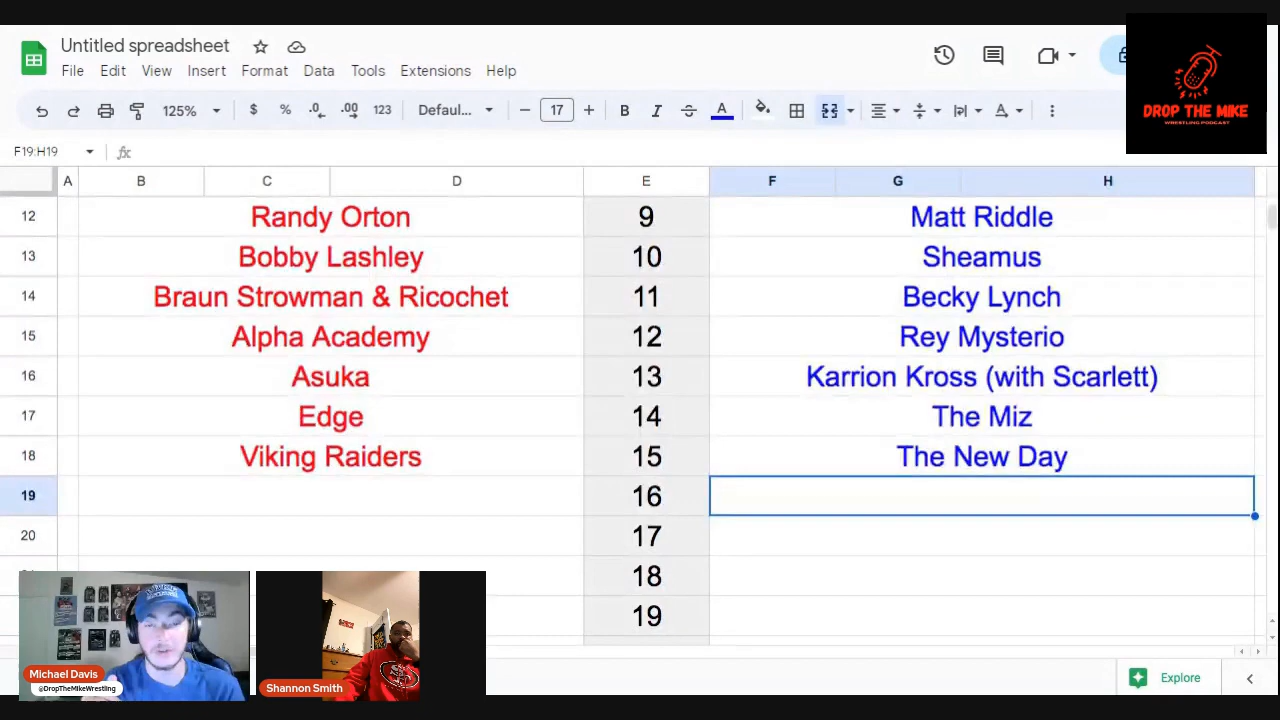 Untitled spreadsheet
File Edit View Insert Format Data Tools Extensions Help
125% $ % .0 .00 123 Defaul... 17 B I S A A
DROP THE MIKE
WRESTLING PODCAST
F19:H19 fx
A B C D E F G H
12 Randy Orton 9 Matt Riddle
13 Bobby Lashley 10 Sheamus
14 Braun Strowman & Ricochet 11 Becky Lynch
15 Alpha Academy 12 Rey Mysterio
16 Asuka 13 Karrion Kross (with Scarlett)
17 Edge 14 The Miz
18 Viking Raiders 15 The New Day
19 16
20 17
18
19
Michael Davis
@DropTheMikeWrestling
Shannon Smith
Explore